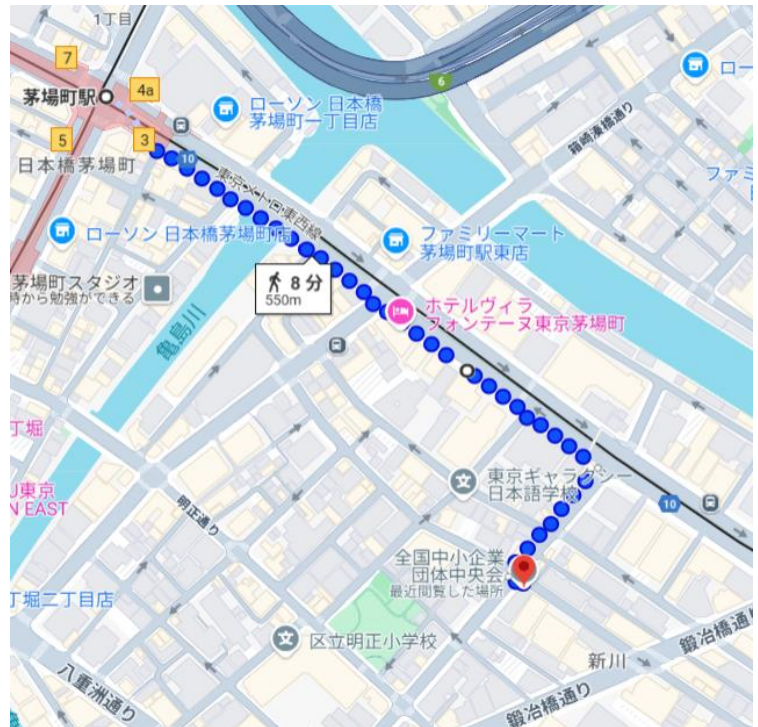 1丁目
7
4a
茅場町駅
ローソン 日本橋
茅場町一丁目店
6
ロー
箱崎湊橋通り
5
3
10
日本橋茅場町
東京メトロ東西線
ファミ
ローソン 日本橋茅場町店
ファミリーマート
茅場町駅東店
茅場町スタジオ
時から勉強ができる
8 分
550m
ホテルヴィラ
フォンテーヌ東京茅場町
亀島川
丁堀
東京ギャラクシー
日本語学校
U東京
N EAST
10
明正通り
全国中小企業
団体中央会
最近閲覧した場所
丁堀二丁目店
区立明正小学校
新川
鍛冶橋通り
八重洲通り
鍛冶橋通り